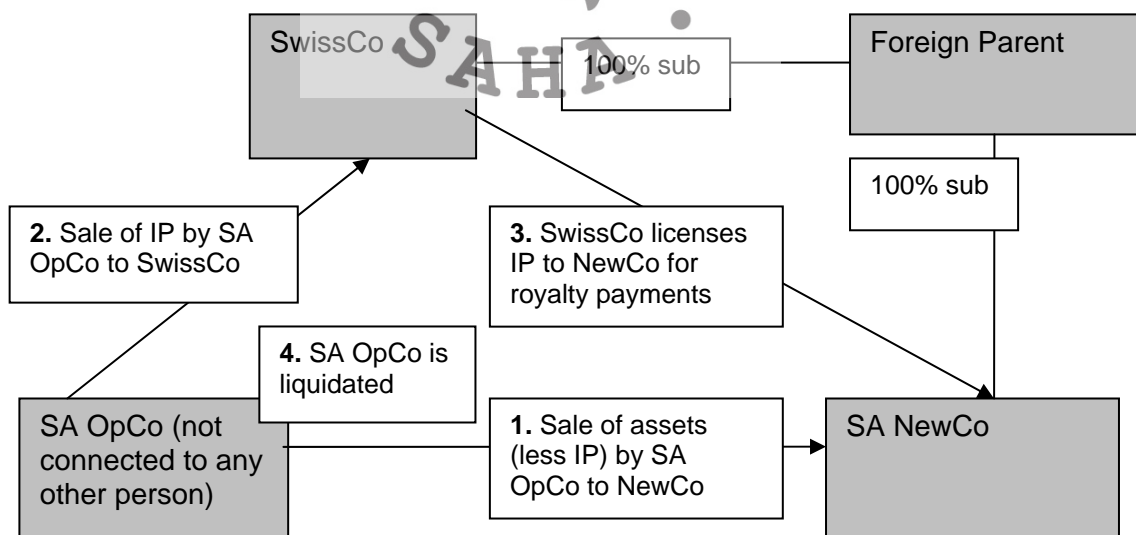 SAHA
SwissCo
100% sub
Foreign Parent
100% sub
2. Sale of IP by SA
OpCo to SwissCo
3. SwissCo licenses
IP to NewCo for
royalty payments
4. SA OpCo is
liquidated
SA OpCo (not
connected to any
other person)
1. Sale of assets
(less IP) by SA
OpCo to NewCo
SA NewCo